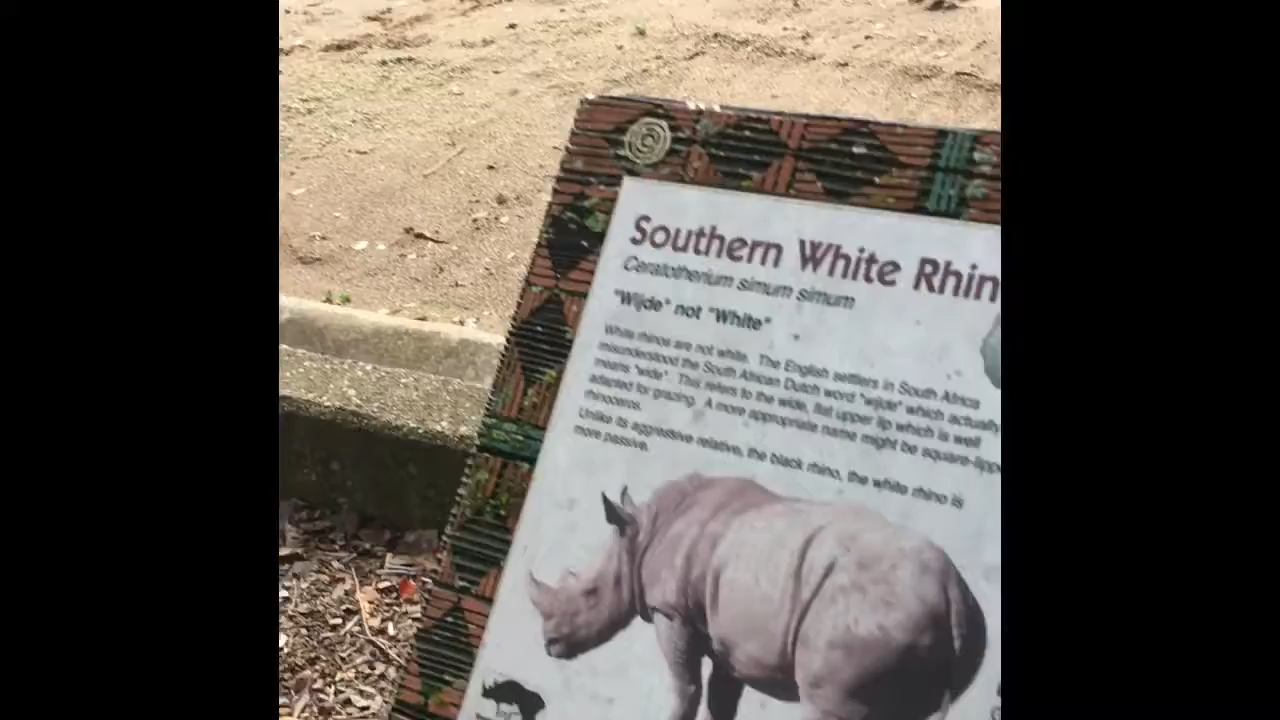 Southern White Rhin
Ceratotherium simum simum
"Wijde" not "White"
White rhinos are not white. The English settlers in South Africa
misunderstood the South African Dutch word "wijde" which actually
means "wide". This refers to the wide, flat upper lip which is well
adapted for grazing. A more appropriate name might be square-lippe
rhinoceros.
Unlike its aggressive relative, the black rhino, the white rhino is
more passive.